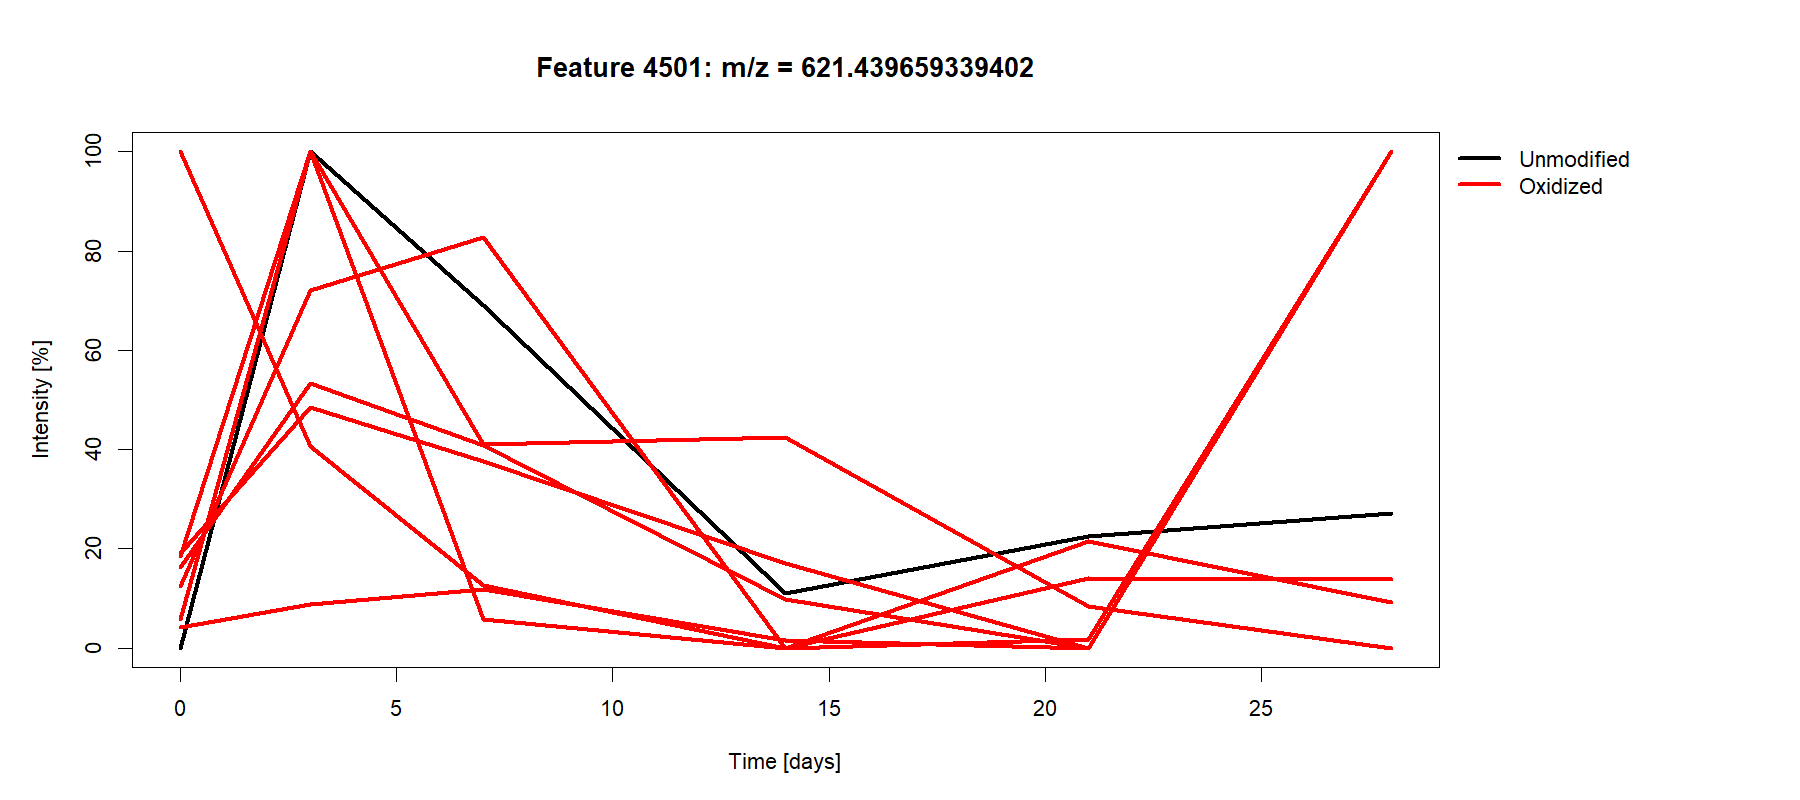 Feature 4501: m/z = 621.439659339402
Unmodified
Oxidized
Intensity [%]
100
80
60
40
20
0
0 5 10 15 20 25
Time [days]